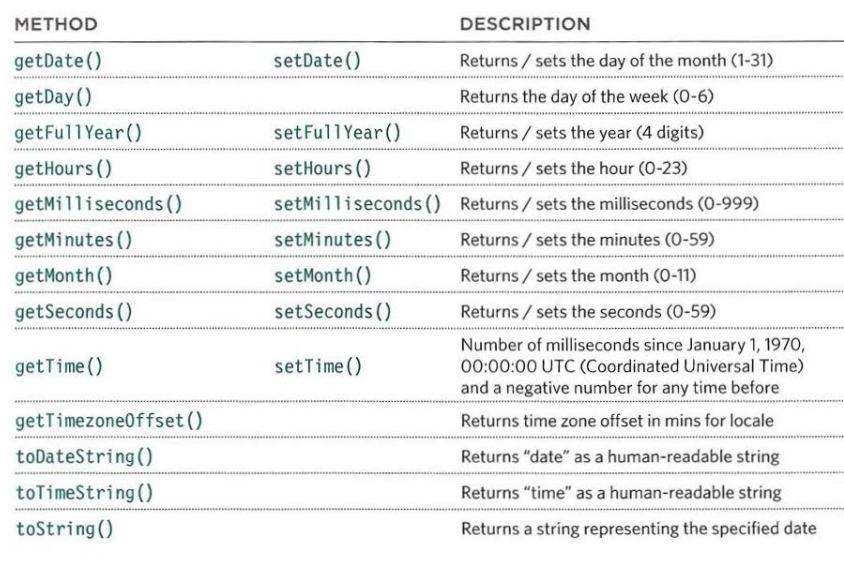 METHOD DESCRIPTION
getDate() setDate() Returns / sets the day of the month (1-31)
getDay() Returns the day of the week (0-6)
getFullYear() setFullYear() Returns / sets the year (4 digits)
getHours() setHours() Returns / sets the hour (0-23)
getMilliseconds() setMilliseconds() Returns / sets the milliseconds (0-999)
getMinutes() setMinutes() Returns / sets the minutes (0-59)
getMonth() setMonth() Returns / sets the month (0-11)
getSeconds() setSeconds() Returns / sets the seconds (0-59)
Number of milliseconds since January 1, 1970,
getTime() setTime() 00:00:00 UTC (Coordinated Universal Time)
and a negative number for any time before
getTimezoneOffset() Returns time zone offset in mins for locale
toDateString() Returns "date" as a human-readable string
toTimeString() Returns "time" as a human-readable string
toString() Returns a string representing the specified date